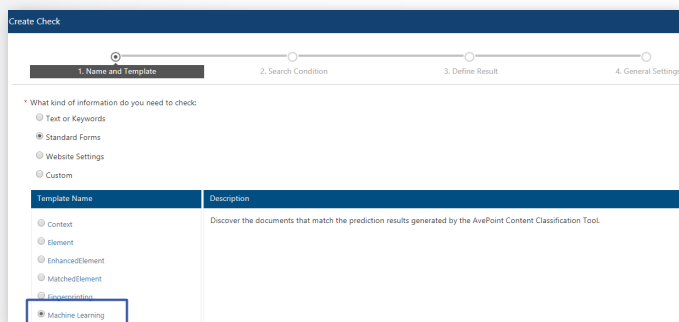 Create Check
1. Name and Template
2. Search Condition
3. Define Result
4. General Settings
* What kind of information do you need to check:
Text or Keywords
Standard Forms
Website Settings
Custom
Template Name
Description
Context
Discover the documents that match the prediction results generated by the AvePoint Content Classification Tool.
Element
EnhancedElement
MatchedElement
Fingerprinting
Machine Learning